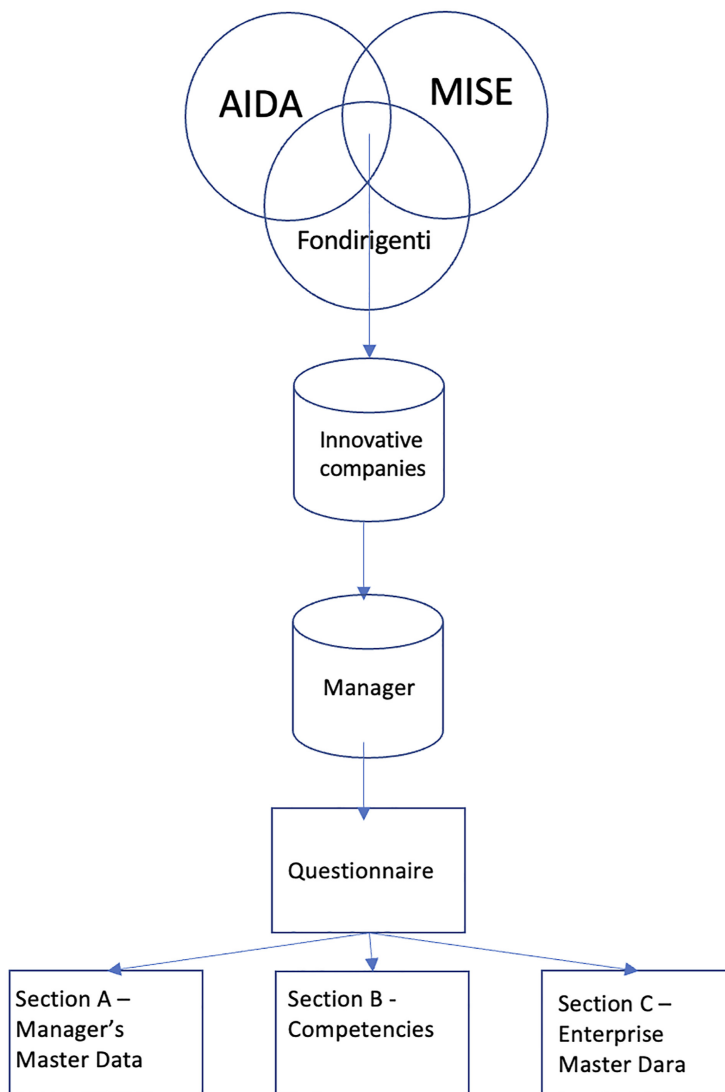 AIDA
MISE
Fondirigenti
Innovative
companies
Manager
Questionnaire
Section A –
Manager’s
Master Data
Section B -
Competencies
Section C –
Enterprise
Master Dara